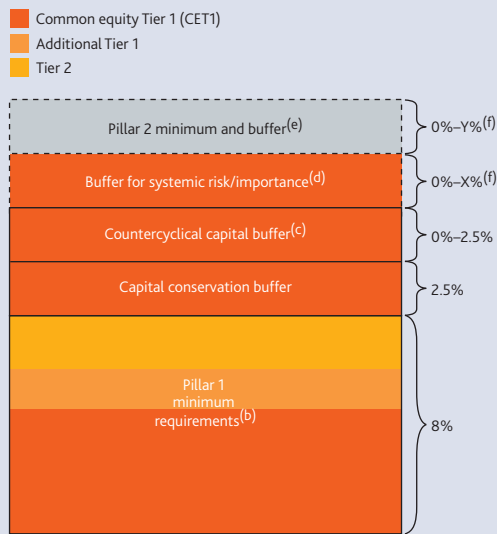 Common equity Tier 1 (CET1)
Additional Tier 1
Tier 2
Pillar 2 minimum and buffer(e)
0%–Y%(f)
Buffer for systemic risk/importance(d)
0%–X%(f)
Countercyclical capital buffer(c)
0%–2.5%
Capital conservation buffer
2.5%
Pillar 1
minimum
requirements(b)
8%